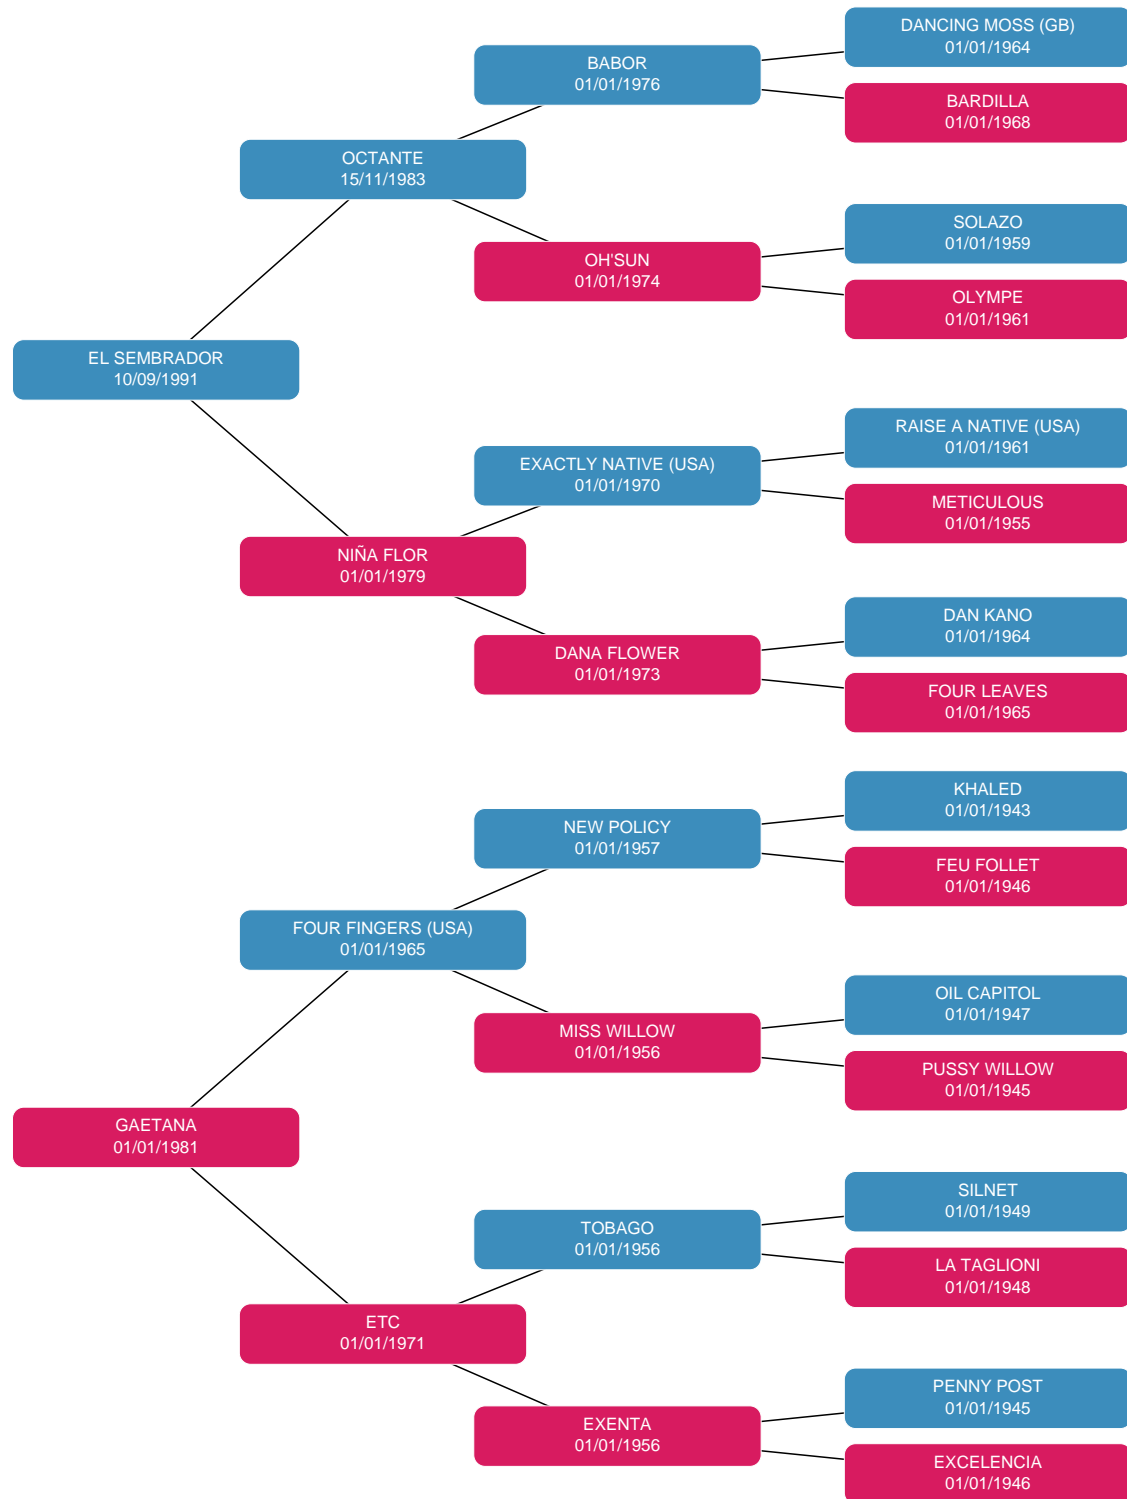 DANCING MOSS (GB)
01/01/1964
BABOR
01/01/1976
BARDILLA
01/01/1968
OCTANTE
15/11/1983
SOLAZO
01/01/1959
OH'SUN
01/01/1974
OLYMPE
01/01/1961
EL SEMBRADOR
10/09/1991
RAISE A NATIVE (USA)
01/01/1961
EXACTLY NATIVE (USA)
01/01/1970
METICULOUS
01/01/1955
NIÑA FLOR
01/01/1979
DAN KANO
01/01/1964
DANA FLOWER
01/01/1973
FOUR LEAVES
01/01/1965
KHALED
01/01/1943
NEW POLICY
01/01/1957
FEU FOLLET
01/01/1946
FOUR FINGERS (USA)
01/01/1965
OIL CAPITOL
01/01/1947
MISS WILLOW
01/01/1956
PUSSY WILLOW
01/01/1945
GAETANA
01/01/1981
SILNET
01/01/1949
TOBAGO
01/01/1956
LA TAGLIONI
01/01/1948
ETC
01/01/1971
PENNY POST
01/01/1945
EXENTA
01/01/1956
EXCELENCIA
01/01/1946